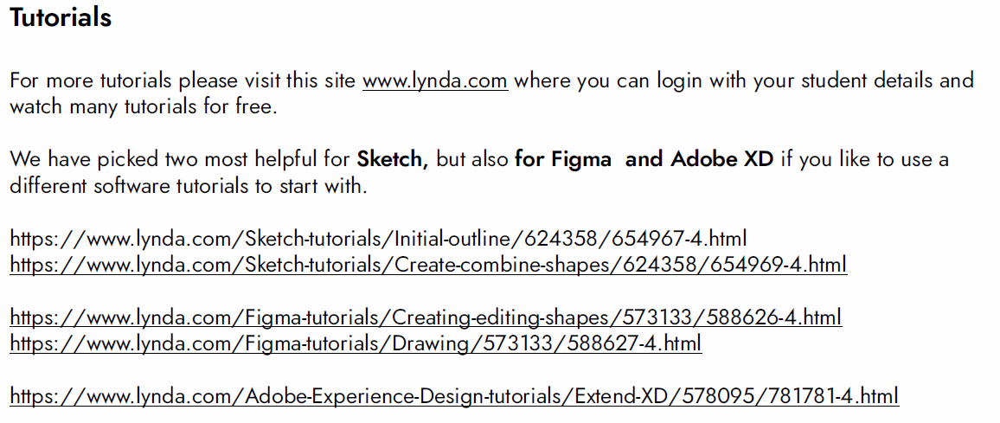 Tutorials
For more tutorials please visit this site www.lynda.com where you can login with your student details and
watch many tutorials for free.
We have picked two most helpful for Sketch, but also for Figma  and Adobe XD if you like to use a
different software tutorials to start with.
https://www.lynda.com/Sketch-tutorials/Initial-outline/624358/654967-4.html
https://www.lynda.com/Sketch-tutorials/Create-combine-shapes/624358/654969-4.html
https://www.lynda.com/Figma-tutorials/Creating-editing-shapes/573133/588626-4.html
https://www.lynda.com/Figma-tutorials/Drawing/573133/588627-4.html
https://www.lynda.com/Adobe-Experience-Design-tutorials/Extend-XD/578095/781781-4.html